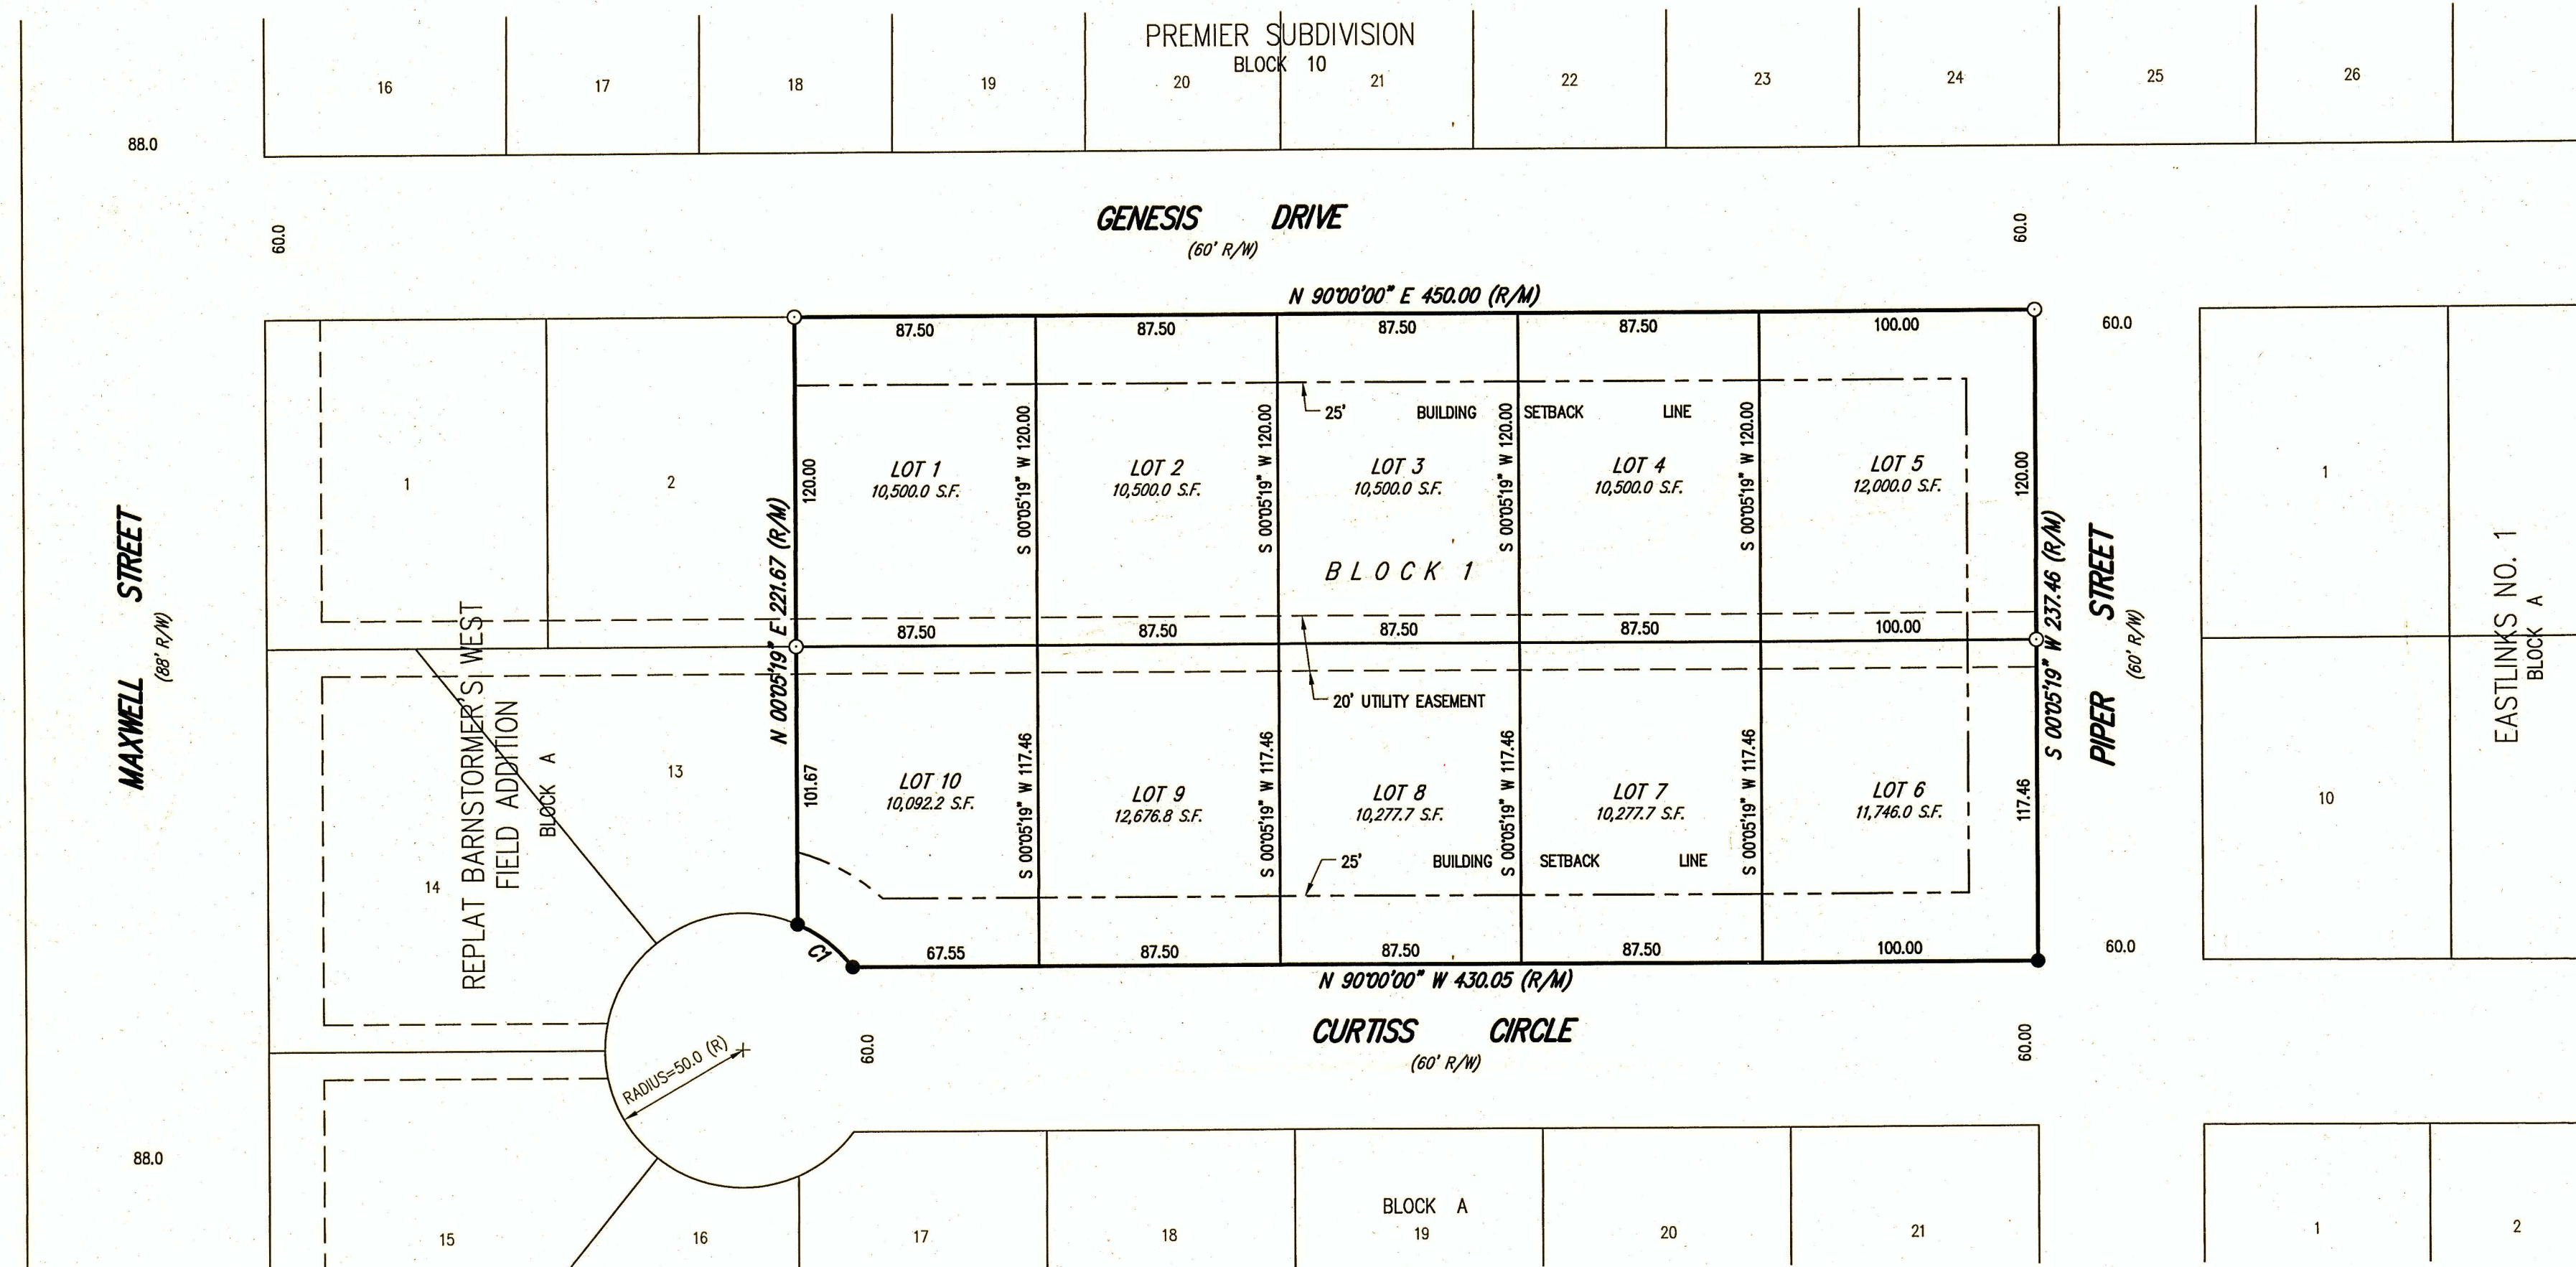 PREMIER SUBDIVISION
BLOCK 10
16 17 18 19 20 21 22 23 24 25 26
88.0
GENESIS DRIVE
(60' R/W)
60.0
60.0
N 90°00'00" E 450.00 (R/M)
87.50 87.50 87.50 87.50 100.00
60.0
25' BUILDING SETBACK LINE
S 00°05'19" W 120.00
S 00°05'19" W 120.00
S 00°05'19" W 120.00
S 00°05'19" W 120.00
1 2
120.00
LOT 1
10,500.0 S.F.
LOT 2
10,500.0 S.F.
LOT 3
10,500.0 S.F.
LOT 4
10,500.0 S.F.
LOT 5
12,000.0 S.F.
120.00
1
BLOCK 1
MAXWELL STREET
(88' R/W)
N 00°05'19" E 221.67 (R/M)
S 00°05'19" W 237.46 (R/M)
PIPER STREET
(60' R/W)
EASTLINKS NO. 1
BLOCK A
87.50 87.50 87.50 87.50 100.00
20' UTILITY EASEMENT
REPLAT BARNSTORMER'S WEST
FIELD ADDITION
BLOCK A
13
14
101.67
LOT 10
10,092.2 S.F.
LOT 9
12,676.8 S.F.
LOT 8
10,277.7 S.F.
LOT 7
10,277.7 S.F.
LOT 6
11,746.0 S.F.
117.46
10
S 00°05'19" W 117.46
S 00°05'19" W 117.46
S 00°05'19" W 117.46
S 00°05'19" W 117.46
25' BUILDING SETBACK LINE
C1
67.55 87.50 87.50 87.50 100.00
60.0
N 90°00'00" W 430.05 (R/M)
CURTISS CIRCLE
(60' R/W)
RADIUS=50.0 (R)
60.0
60.00
88.0
BLOCK A
15 16 17 18 19 20 21 1 2